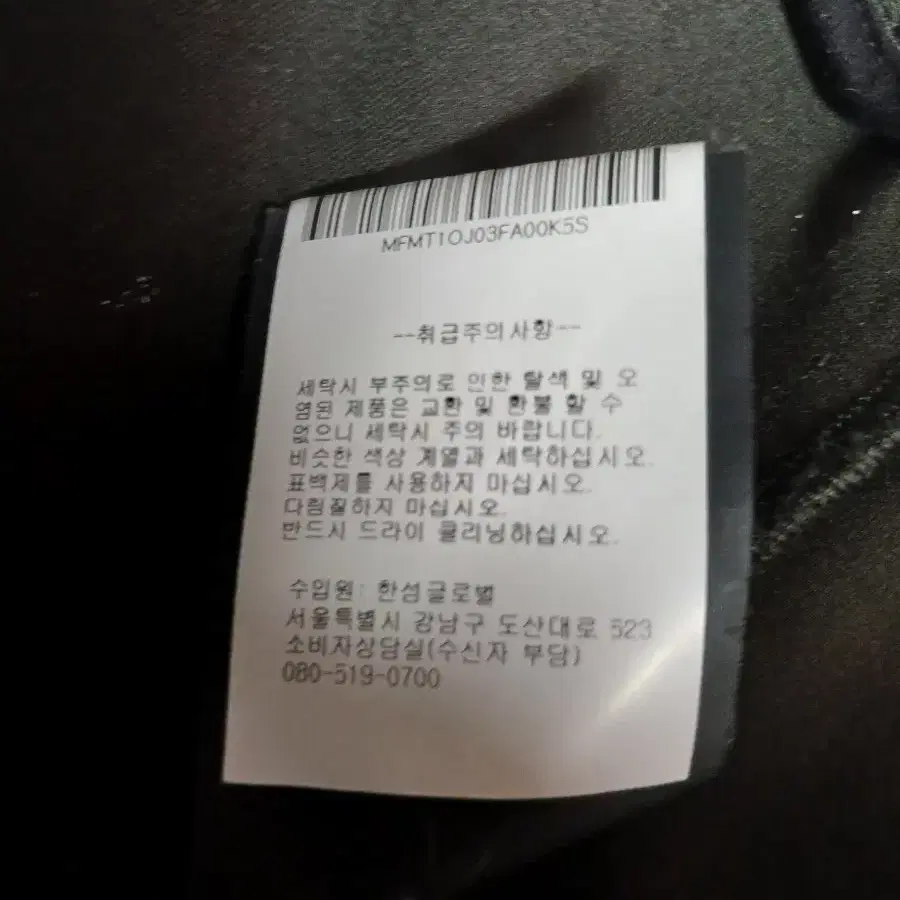 MFMT1OJ03FA00K5S
--취급주의사항--
세탁시 부주의로 인한 탈색 및 오
염된 제품은 교환 및 환불 할 수
없으니 세탁시 주의 바랍니다.
비슷한 색상 계열과 세탁하십시오.
표백제를 사용하지 마십시오.
다림질하지 마십시오.
반드시 드라이 클리닝하십시오.
수입원: 한섬글로벌
서울특별시 강남구 도산대로 523
소비자상담실(수신자 부담)
080-519-0700